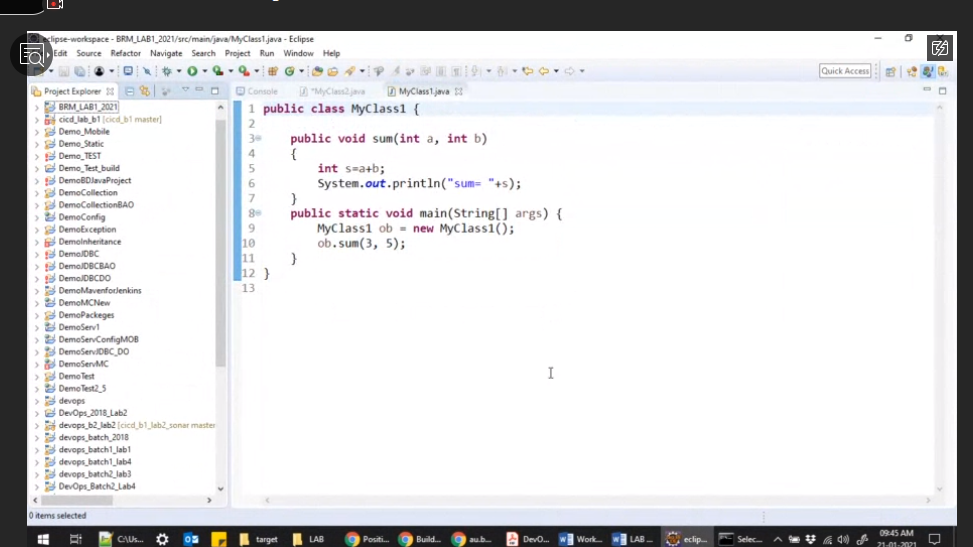 eclipse-workspace - BRM_LAB1_2021/src/main/java/MyClass1.java - Eclipse
Edit Source Refactor Navigate Search Project Run Window Help
Quick Access
Project Explorer
Console *MyClass2.java MyClass1.java
BRM_LAB1_2021
cicd_lab_b1 [cicd_b1 master]
Demo_Mobile
Demo_Static
Demo_TEST
Demo_Test_build
DemoBDJavaProject
DemoCollection
DemoCollectionBAO
DemoConfig
DemoException
DemoInheritance
DemoJDBC
DemoJDBCBAO
DemoJDBCDO
DemoMavenforJenkins
DemoMCNew
DemoPackeges
DemoServ1
DemoServConfigMOB
DemoServJDBC_DO
DemoServMC
DemoTest
DemoTest2_5
devops
DevOps_2018_Lab2
devops_b2_lab2 [cicd_b1_lab2_sonar master
devops_batch_2018
devops_batch1_lab1
devops_batch1_lab4
devops_batch2_lab3
DevOps_Batch2_Lab4
1 public class MyClass1 {
2
3 public void sum(int a, int b)
4 {
5 int s=a+b;
6 System.out.println("sum= "+s);
7 }
8 public static void main(String[] args) {
9 MyClass1 ob = new MyClass1();
10 ob.sum(3, 5);
11 }
12 }
13
0 items selected
C:\Us... target LAB Positi... Build... au.b... DevO... Work... LAB ... eclip... Selec...
09:45 AM
21-01-2021